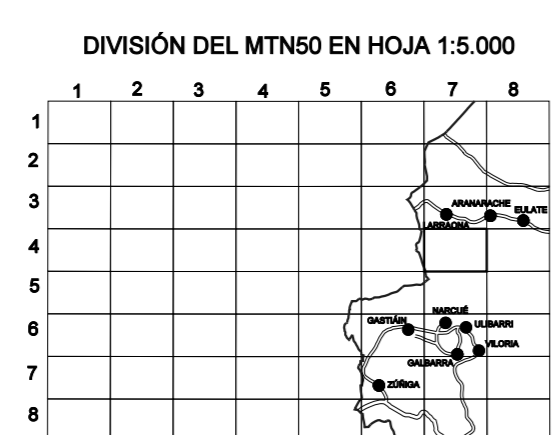 DIVISIÓN DEL MTN50 EN HOJA 1:5.000
1 2 3 4 5 6 7 8
1
2
3
ARANARACHE
EULATE
LARRAONA
4
5
NARCUÉ
GASTIÁIN
ULIBARRI
6
VILORIA
GALBARRA
7
ZÚÑIGA
8